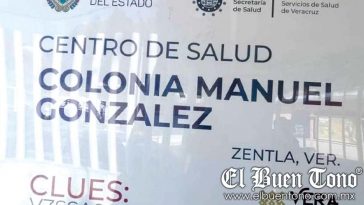 DEL ESTADO
Secretaría de Salud
Servicios de Salud de Veracruz
CENTRO DE SALUD
COLONIA MANUEL
GONZALEZ
ZENTLA, VER.
El Buen Tono
CLUES:
www.elbuentono.com.mx